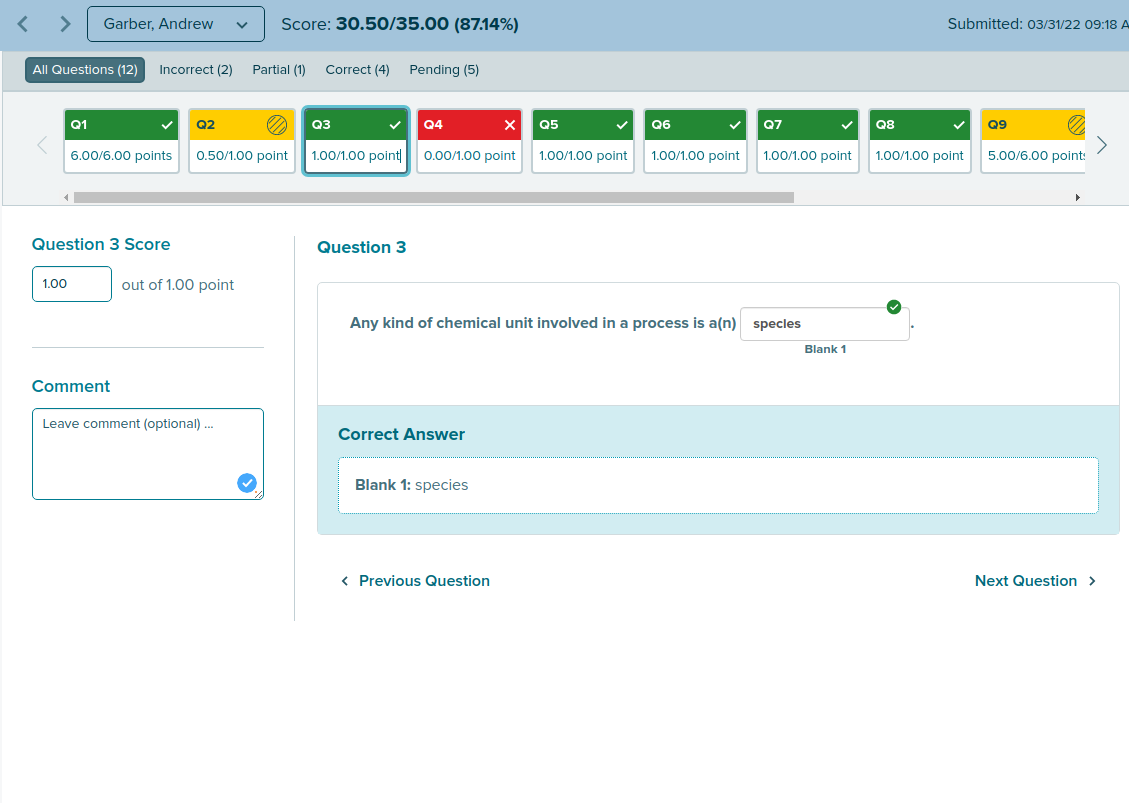 Garber, Andrew Score: 30.50/35.00 (87.14%) Submitted: 03/31/22 09:18 A
All Questions (12) Incorrect (2) Partial (1) Correct (4) Pending (5)
Q1 Q2 Q3 Q4 Q5 Q6 Q7 Q8 Q9
6.00/6.00 points 0.50/1.00 point 1.00/1.00 point 0.00/1.00 point 1.00/1.00 point 1.00/1.00 point 1.00/1.00 point 1.00/1.00 point 5.00/6.00 points
Question 3 Score
1.00 out of 1.00 point
Comment
Leave comment (optional) ...
Question 3
Any kind of chemical unit involved in a process is a(n) species .
Blank 1
Correct Answer
Blank 1: species
Previous Question Next Question